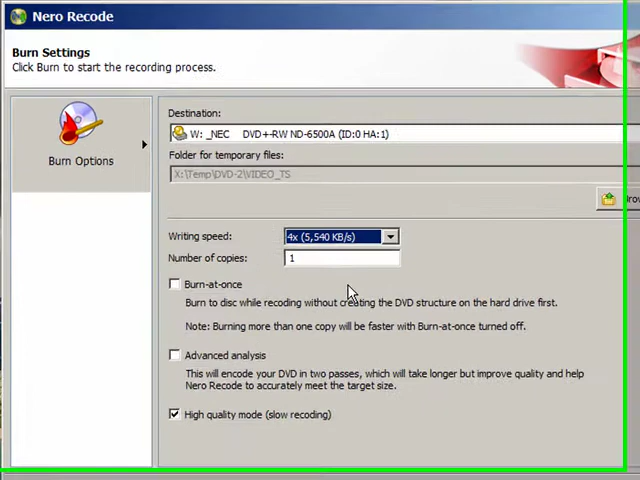 Nero Recode
Burn Settings
Click Burn to start the recording process.
Burn Options
Destination:
W: _NEC DVD+-RW ND-6500A (ID:0 HA:1)
Folder for temporary files:
X:\Temp\DVD-2\VIDEO_TS
Writing speed:
4x (5,540 KB/s)
Number of copies:
1
Burn-at-once
Burn to disc while recoding without creating the DVD structure on the hard drive first.
Note: Burning more than one copy will be faster with Burn-at-once turned off.
Advanced analysis
This will encode your DVD in two passes, which will take longer but improve quality and help
Nero Recode to accurately meet the target size.
High quality mode (slow recoding)